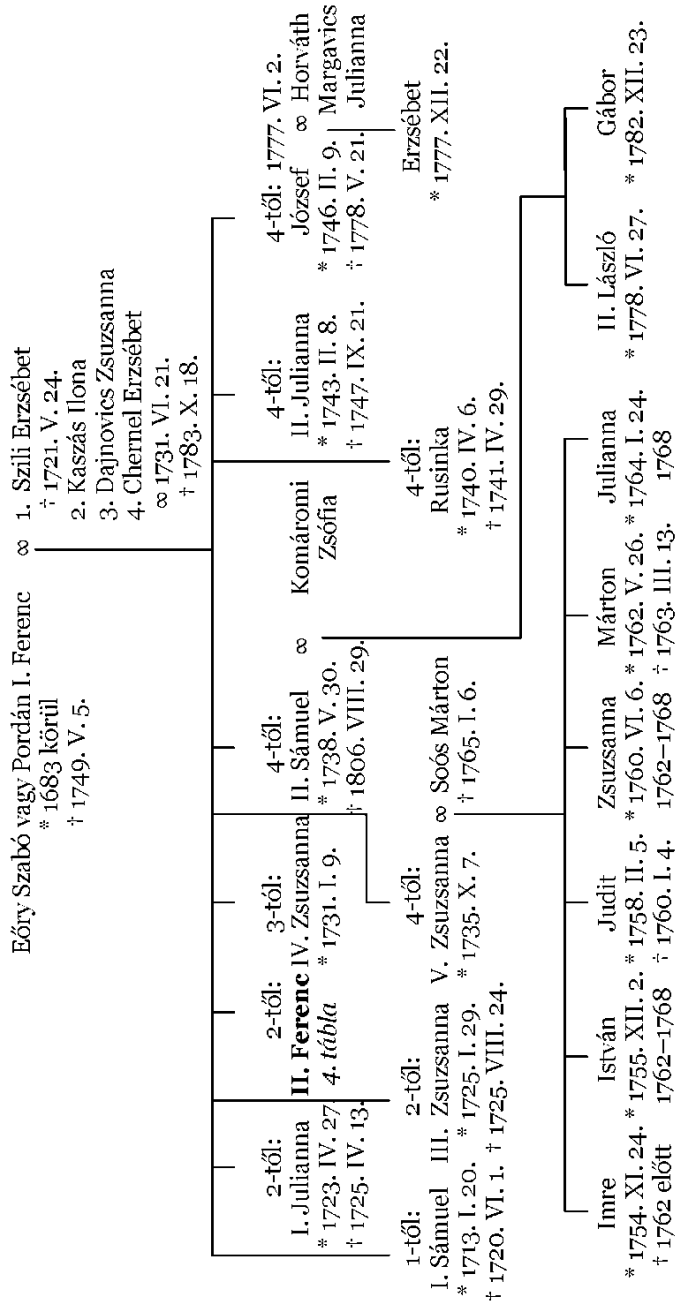 Eőry Szabó vagy Pordán I. Ferenc
* 1683 körül
† 1749. V. 5.
∞
1. Szili Erzsébet
† 1721. V. 24.
2. Kaszás Ilona
3. Dajnovics Zsuzsanna
4. Chernel Erzsébet
∞ 1731. VI. 21.
† 1783. X. 18.
2-től:
I. Julianna
* 1723. IV. 27.
† 1725. IV. 13.
2-től:
II. Ferenc
4. tábla
3-től:
IV. Zsuzsanna
* 1731. I. 9.
4-től:
II. Sámuel
* 1738. V. 30.
† 1806. VIII. 29.
∞
Komáromi
Zsófia
4-től:
II. Julianna
* 1743. II. 8.
† 1747. IX. 21.
4-től:
József
* 1746. II. 9.
† 1778. V. 21.
1777. VI. 2.
∞ Horváth
Margavics
Julianna
1-től:
I. Sámuel
* 1713. I. 20.
† 1720. VI. 1.
2-től:
III. Zsuzsanna
* 1725. I. 29.
† 1725. VIII. 24.
4-től:
V. Zsuzsanna
* 1735. X. 7.
∞ Soós Márton
† 1765. I. 6.
4-től:
Rusinka
* 1740. IV. 6.
† 1741. IV. 29.
Erzsébet
* 1777. XII. 22.
Imre
* 1754. XI. 24.
† 1762 előtt
István
* 1755. XII. 2.
1762–1768
Judit
* 1758. II. 5.
† 1760. I. 4.
Zsuzsanna
* 1760. VI. 6.
1762–1768
Márton
* 1762. V. 26.
† 1763. III. 13.
Julianna
* 1764. I. 24.
1768
II. László
* 1778. VI. 27.
Gábor
* 1782. XII. 23.